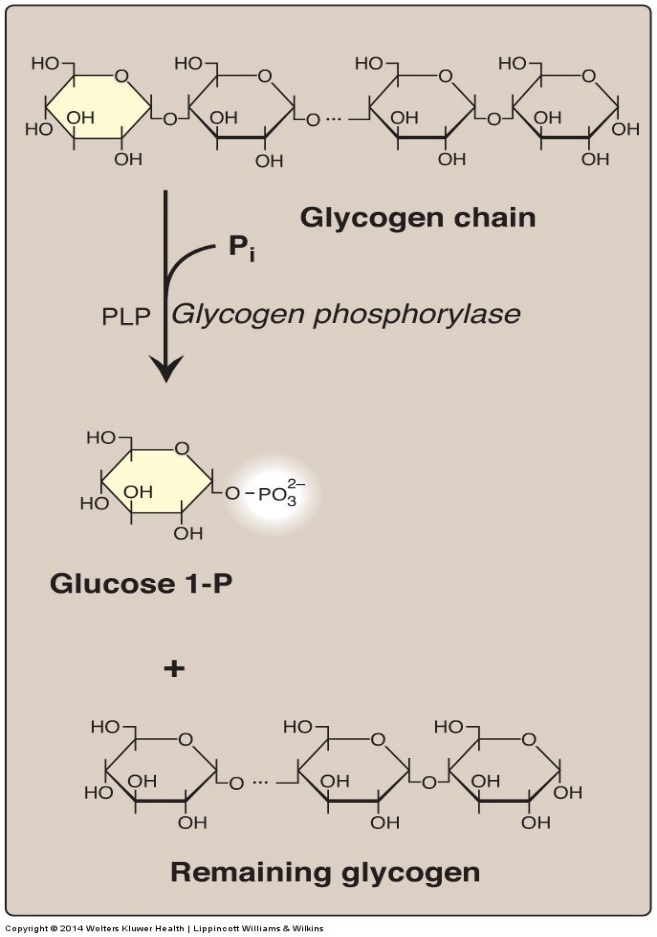 HO O HO O HO O HO O
HO OH O OH O ... OH O OH OH
OH OH OH OH
Glycogen chain
Pi
PLP Glycogen phosphorylase
HO O
HO OH O – PO3 2–
OH
Glucose 1-P
+
HO O HO O HO O
HO OH O ... OH O OH OH
OH OH OH
Remaining glycogen
Copyright © 2014 Wolters Kluwer Health | Lippincott Williams & Wilkins